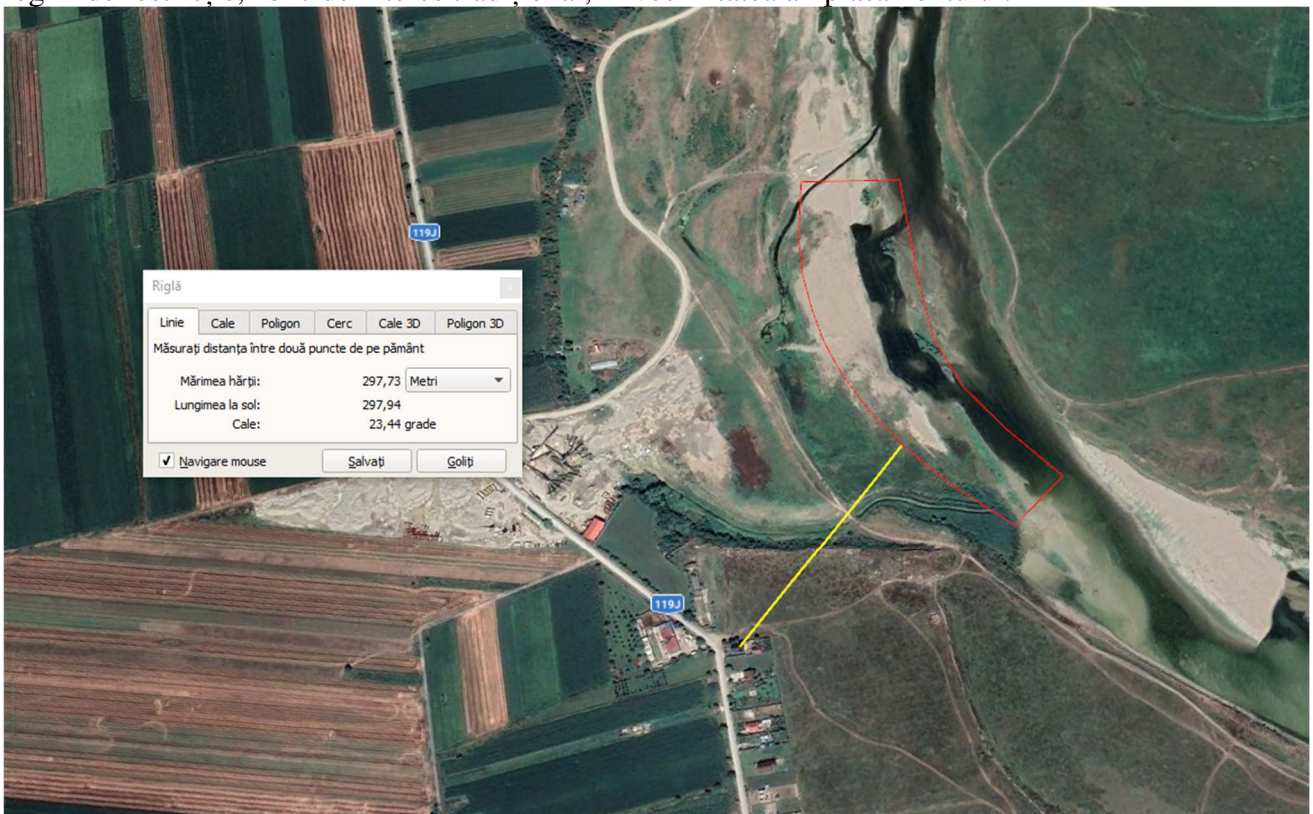 119J
Riglă
Linie Cale Poligon Cerc Cale 3D Poligon 3D
Măsurați distanța între două puncte de pe pământ
Mărimea hărții: 297,73 Metri
Lungimea la sol: 297,94
Cale: 23,44 grade
Navigare mouse Salvați Goliți
119J